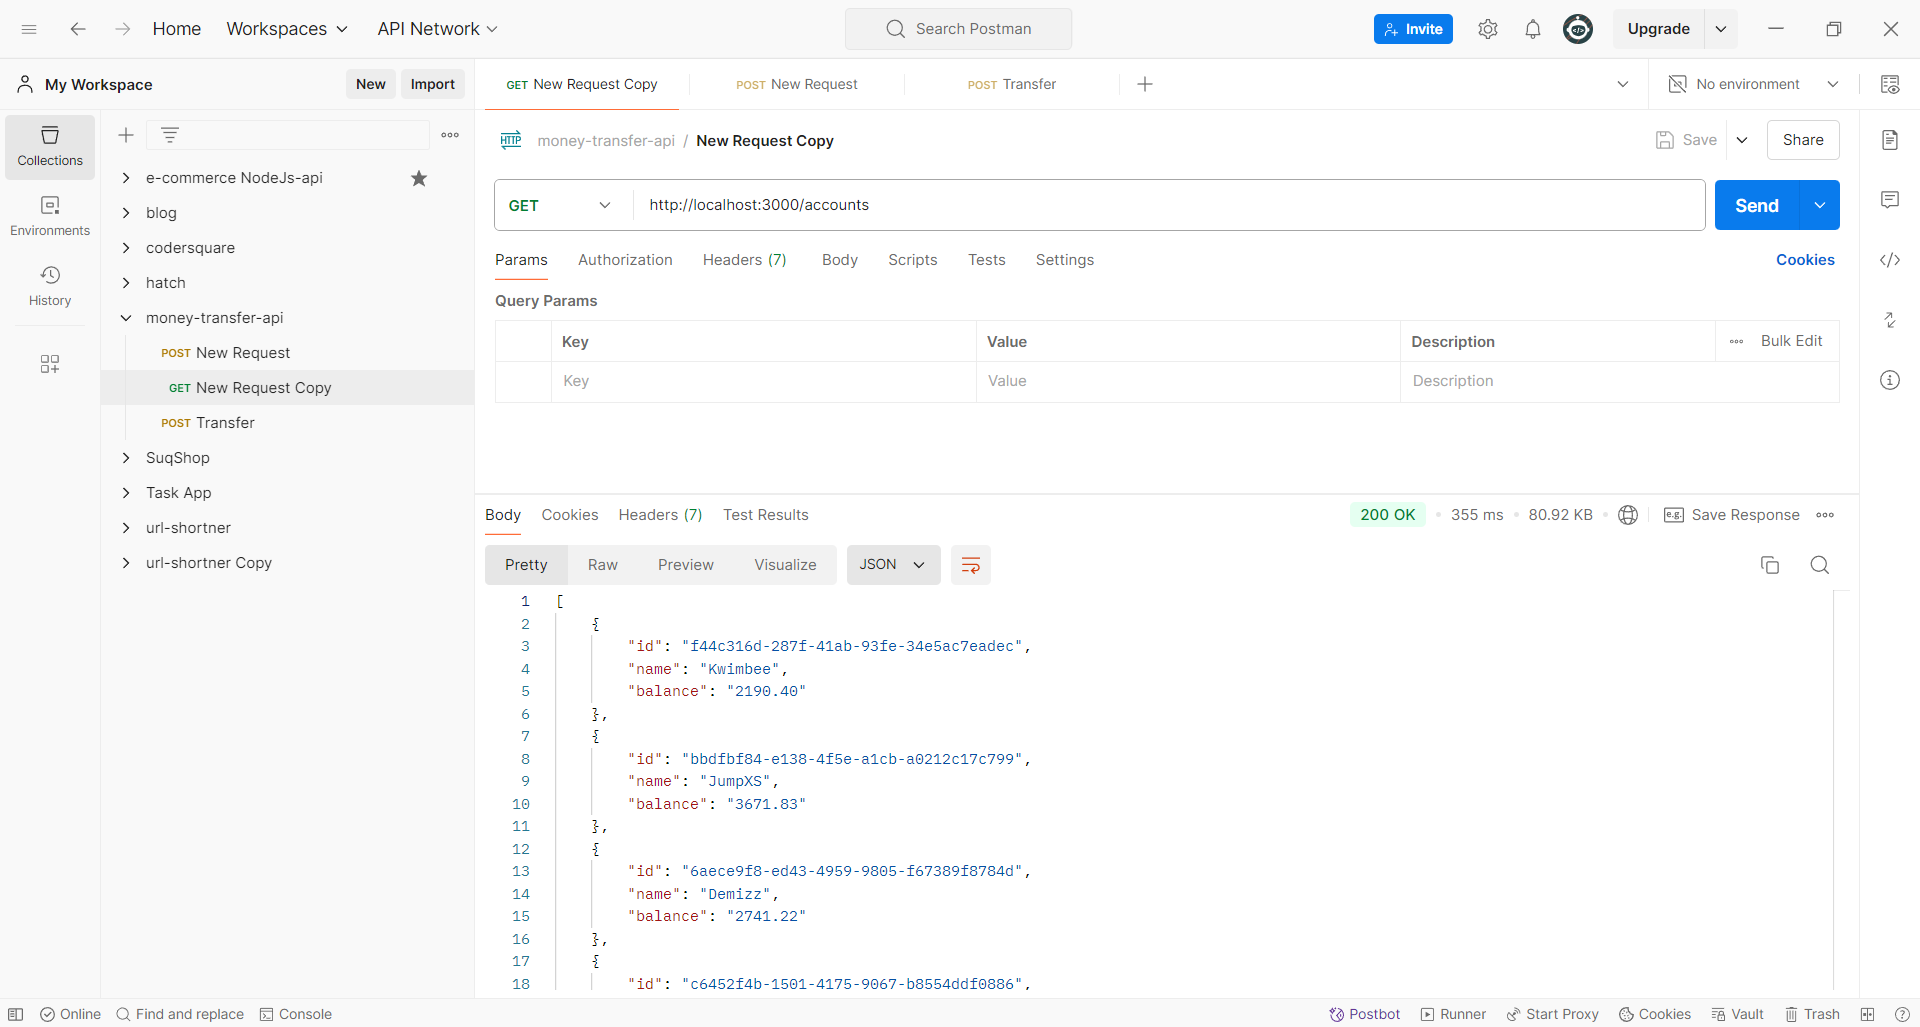 Home Workspaces API Network Search Postman Invite Upgrade
My Workspace New Import GET New Request Copy POST New Request POST Transfer No environment
Collections
Environments
History
e-commerce NodeJs-api
blog
codersquare
hatch
money-transfer-api
POST New Request
GET New Request Copy
POST Transfer
SuqShop
Task App
url-shortner
url-shortner Copy
HTTP money-transfer-api / New Request Copy Save Share
GET http://localhost:3000/accounts Send
Params Authorization Headers (7) Body Scripts Tests Settings Cookies
Query Params
Key Value Description Bulk Edit
Key Value Description
Body Cookies Headers (7) Test Results 200 OK 355 ms 80.92 KB e.g. Save Response
Pretty Raw Preview Visualize JSON
1 [
2 {
3 "id": "f44c316d-287f-41ab-93fe-34e5ac7eadec",
4 "name": "Kwimbee",
5 "balance": "2190.40"
6 },
7 {
8 "id": "bbdfbf84-e138-4f5e-a1cb-a0212c17c799",
9 "name": "JumpXS",
10 "balance": "3671.83"
11 },
12 {
13 "id": "6aece9f8-ed43-4959-9805-f67389f8784d",
14 "name": "Demizz",
15 "balance": "2741.22"
16 },
17 {
18 "id": "c6452f4b-1501-4175-9067-b8554ddf0886",
Online Find and replace Console Postbot Runner Start Proxy Cookies Vault Trash